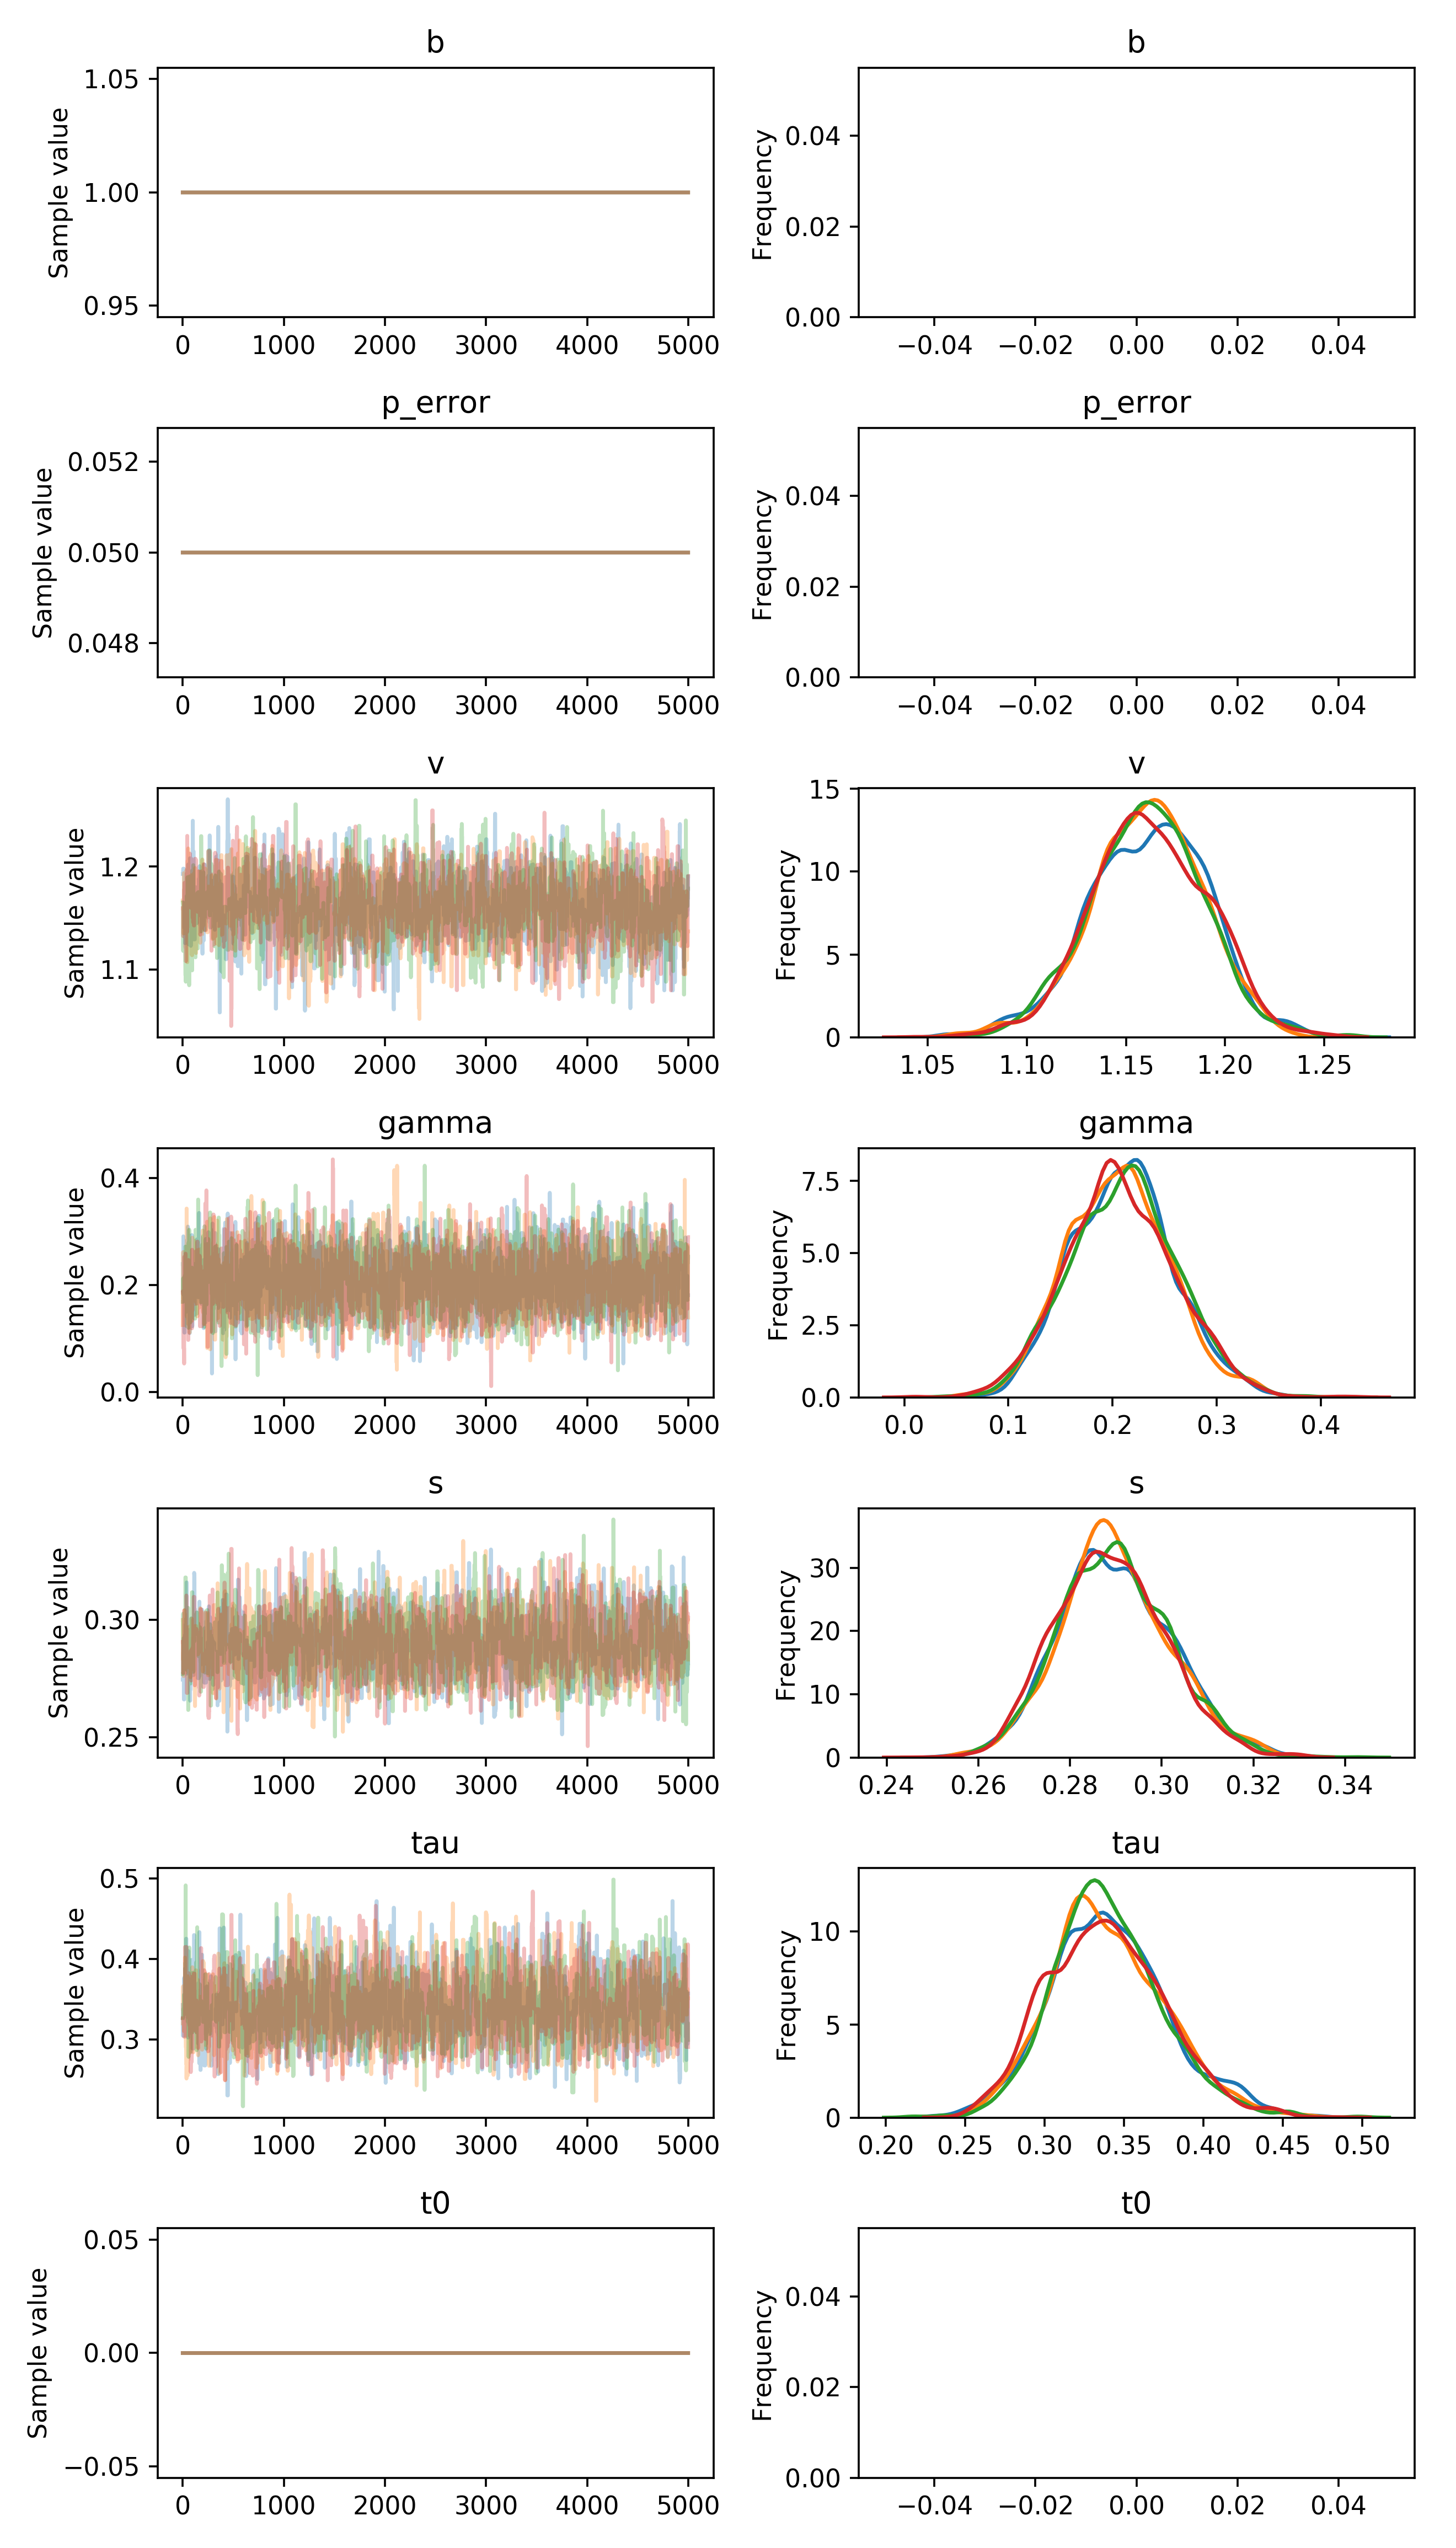 b
1.05
1.00
0.95
Sample value
0 1000 2000 3000 4000 5000
b
0.04
0.02
0.00
Frequency
−0.04 −0.02 0.00 0.02 0.04
p_error
0.052
0.050
0.048
Sample value
0 1000 2000 3000 4000 5000
p_error
0.04
0.02
0.00
Frequency
−0.04 −0.02 0.00 0.02 0.04
v
1.2
1.1
Sample value
0 1000 2000 3000 4000 5000
v
15
10
5
0
Frequency
1.05 1.10 1.15 1.20 1.25
gamma
0.4
0.2
0.0
Sample value
0 1000 2000 3000 4000 5000
gamma
7.5
5.0
2.5
0.0
Frequency
0.0 0.1 0.2 0.3 0.4
s
0.30
0.25
Sample value
0 1000 2000 3000 4000 5000
s
30
20
10
0
Frequency
0.24 0.26 0.28 0.30 0.32 0.34
tau
0.5
0.4
0.3
Sample value
0 1000 2000 3000 4000 5000
tau
10
5
0
Frequency
0.20 0.25 0.30 0.35 0.40 0.45 0.50
t0
0.05
0.00
−0.05
Sample value
0 1000 2000 3000 4000 5000
t0
0.04
0.02
0.00
Frequency
−0.04 −0.02 0.00 0.02 0.04